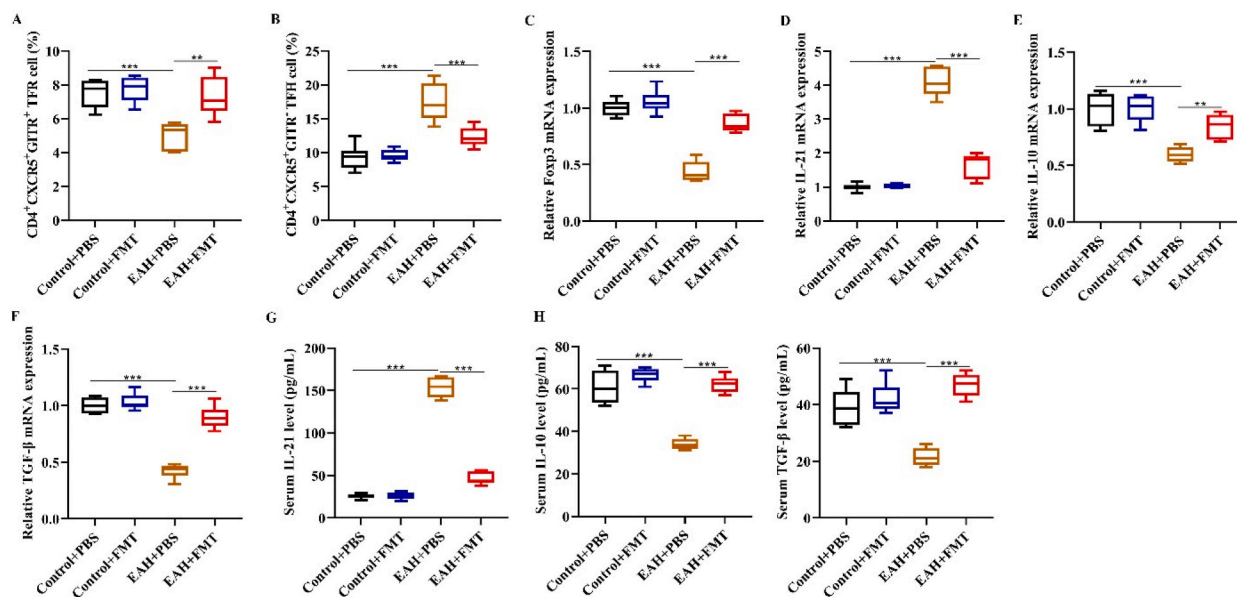 A
CD4+CXCR5+GITR+ TFR cell (%)
10
8
6
4
2
0
***
**
Control+PBS
Control+FMT
EAH+PBS
EAH+FMT
B
CD4+CXCR5+GITR- TFH cell (%)
25
20
15
10
5
0
***
***
Control+PBS
Control+FMT
EAH+PBS
EAH+FMT
C
Relative Foxp3 mRNA expression
1.5
1.0
0.5
0.0
***
***
Control+PBS
Control+FMT
EAH+PBS
EAH+FMT
D
Relative IL-21 mRNA expression
5
4
3
2
1
0
***
***
Control+PBS
Control+FMT
EAH+PBS
EAH+FMT
E
Relative IL-10 mRNA expression
1.5
1.0
0.5
0.0
***
**
Control+PBS
Control+FMT
EAH+PBS
EAH+FMT
F
Relative TGF-β mRNA expression
1.5
1.0
0.5
0.0
***
***
Control+PBS
Control+FMT
EAH+PBS
EAH+FMT
G
Serum IL-21 level (pg/mL)
200
150
100
50
0
***
***
Control+PBS
Control+FMT
EAH+PBS
EAH+FMT
H
Serum IL-10 level (pg/mL)
80
60
40
20
0
***
***
Control+PBS
Control+FMT
EAH+PBS
EAH+FMT
Serum TGF-β level (pg/mL)
60
40
20
0
***
***
Control+PBS
Control+FMT
EAH+PBS
EAH+FMT